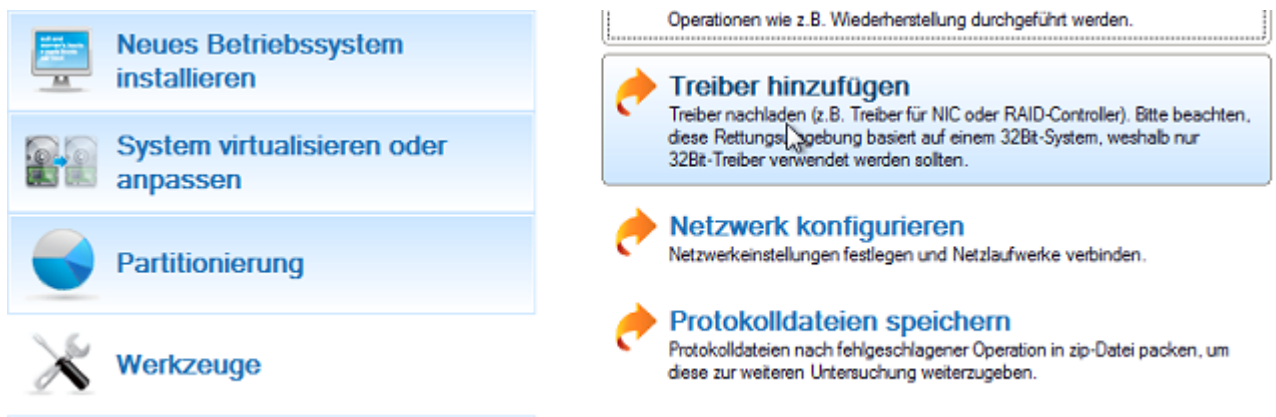 Neues Betriebssystem
installieren
System virtualisieren oder
anpassen
Partitionierung
Werkzeuge
Operationen wie z.B. Wiederherstellung durchgeführt werden.
Treiber hinzufügen
Treiber nachladen (z.B. Treiber für NIC oder RAID-Controller). Bitte beachten,
diese basiert auf einem 32Bit-System, weshalb nur
32Bit-Treiber verwendet werden sollten.
Netzwerk konfigurieren
Netzwerkeinstellungen festlegen und Netzlaufwerke verbinden.
Protokolldateien speichern
Protokolldateien nach fehlgeschlagener Operation in zip-Datei packen, um
diese zur weiteren Untersuchung weiterzugeben.